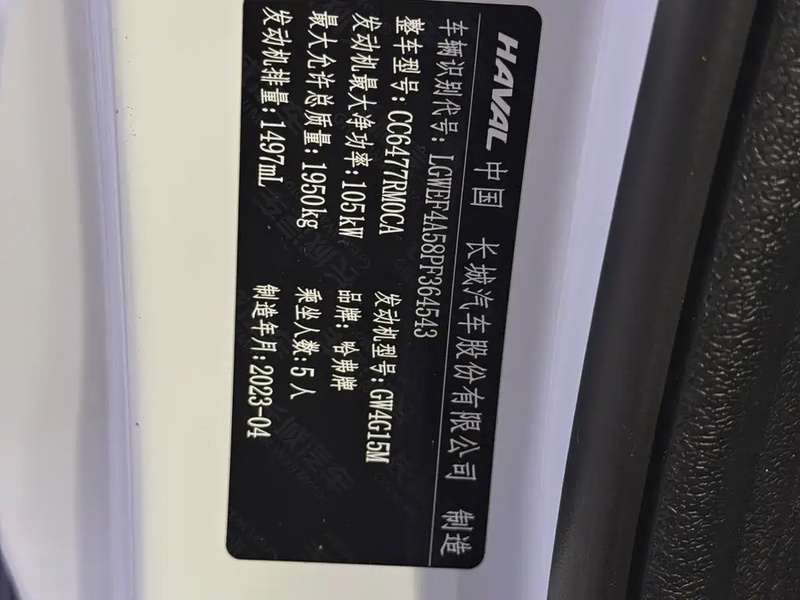 HAVAL 中国 长城汽车股份有限公司 制造
车辆识别代号:LGWEF4A58PF364543
整车型号:CC6477RM0CA 发动机型号:GW4G15M
发动机最大净功率:105kW 品牌:哈弗牌
最大允许总质量:1950kg 乘坐人数:5人
发动机排量:1497mL 制造年月:2023-04